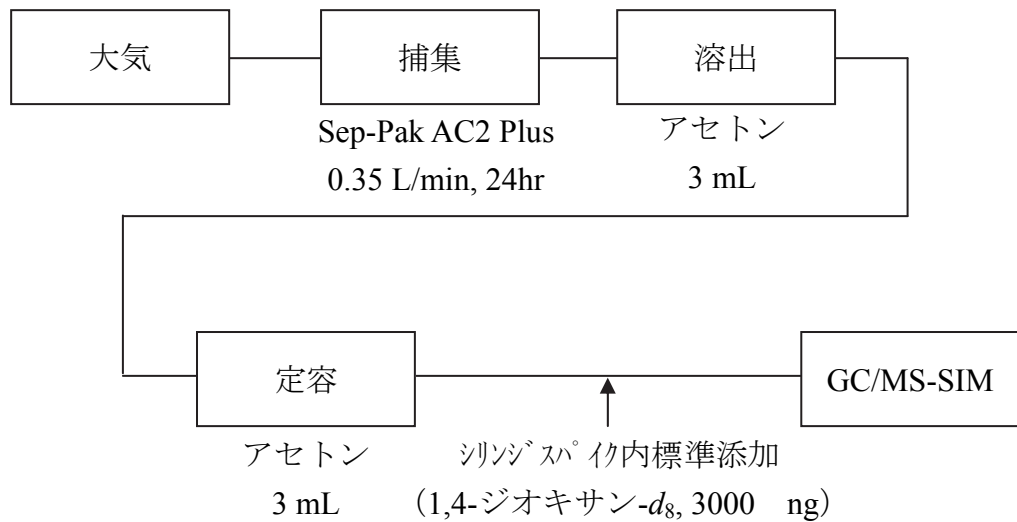 大気
捕集
溶出
Sep-Pak AC2 Plus
0.35 L/min, 24hr
アセトン
3 mL
定容
GC/MS-SIM
アセトン
3 mL
ｼﾘﾝｼﾞｽﾊﾟｲｸ内標準添加
（1,4-ジオキサン-d₈, 3000 ng）